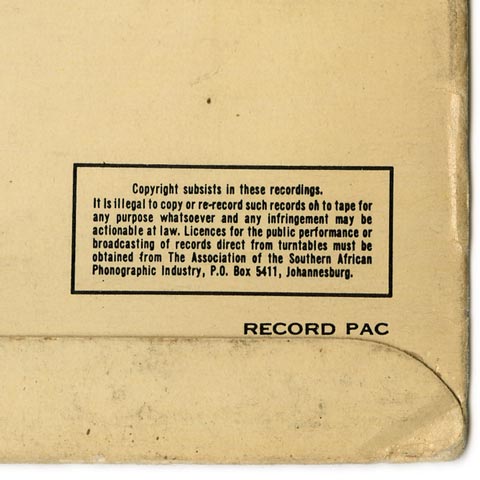 Copyright subsists in these recordings.
It is illegal to copy or re-record such records oh to tape for
any purpose whatsoever and any infringement may be
actionable at law. Licences for the public performance or
broadcasting of records direct from turntables must be
obtained from The Association of the Southern African
Phonographic Industry, P.O. Box 5411, Johannesburg.
RECORD PAC